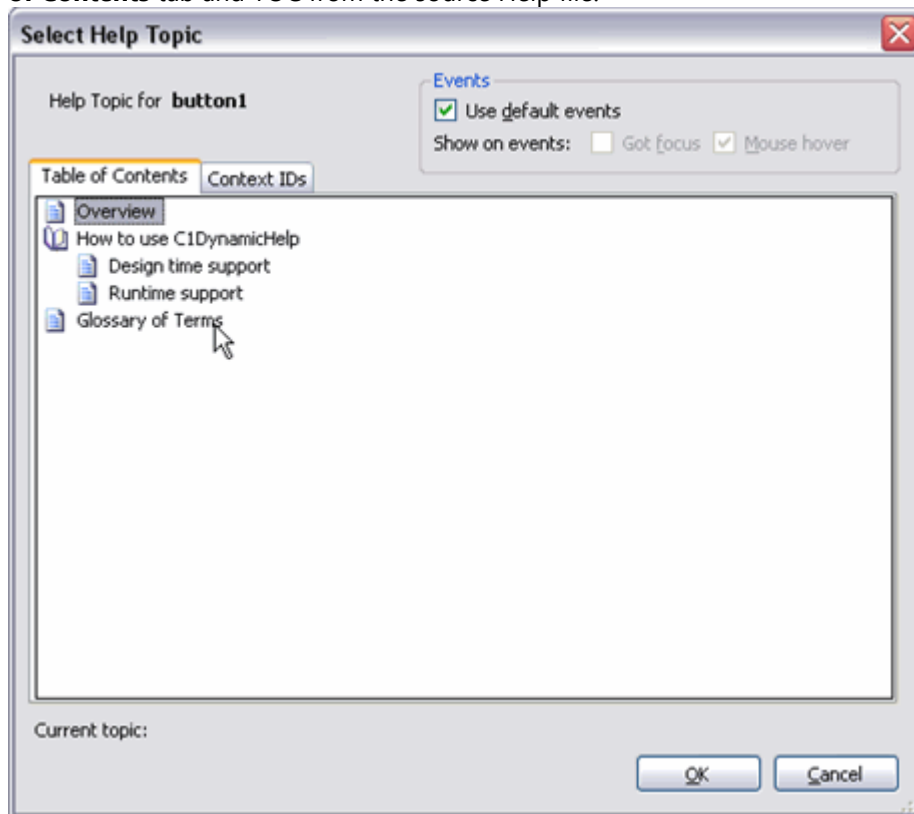 of Contents tab and TOC from the source Help file.
Select Help Topic
Help Topic for button1
Events
Use default events
Show on events: Got focus Mouse hover
Table of Contents Context IDs
Overview
How to use C1DynamicHelp
Design time support
Runtime support
Glossary of Terms
Current topic:
OK Cancel